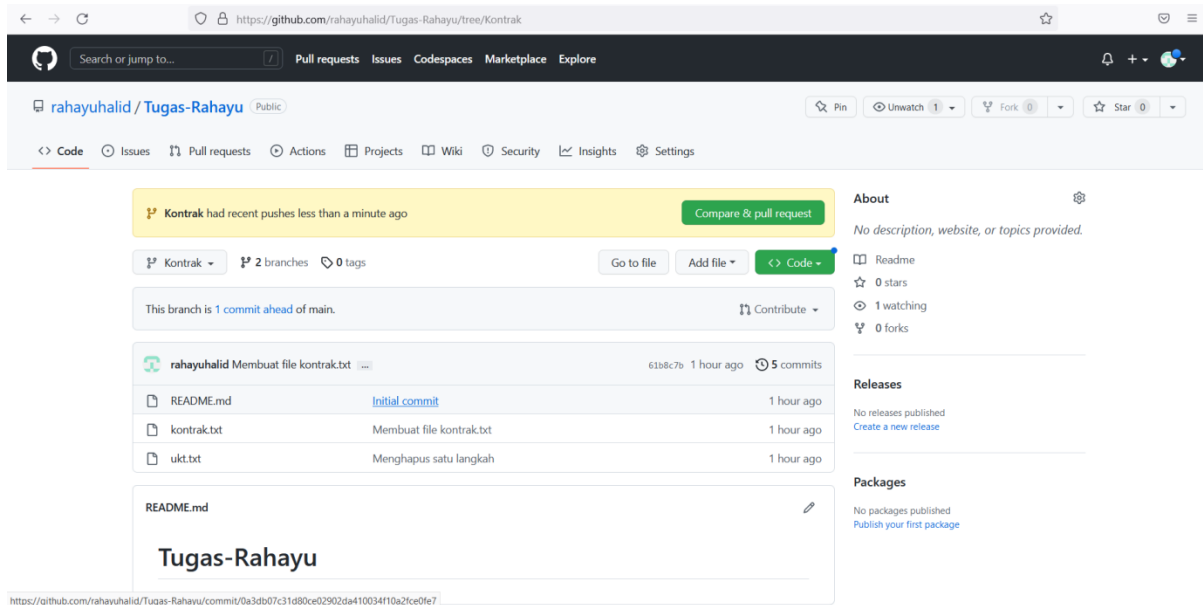 https://github.com/rahayuhalid/Tugas-Rahayu/tree/Kontrak
Search or jump to... / Pull requests Issues Codespaces Marketplace Explore
rahayuhalid / Tugas-Rahayu Public Pin Unwatch 1 Fork 0 Star 0
Code Issues Pull requests Actions Projects Wiki Security Insights Settings
Kontrak had recent pushes less than a minute ago Compare & pull request
Kontrak 2 branches 0 tags Go to file Add file <> Code
This branch is 1 commit ahead of main. Contribute
rahayuhalid Membuat file kontrak.txt ... 61b8c7b 1 hour ago 5 commits
README.md Initial commit 1 hour ago
kontrak.txt Membuat file kontrak.txt 1 hour ago
ukt.txt Menghapus satu langkah 1 hour ago
README.md
Tugas-Rahayu
About
No description, website, or topics provided.
Readme
0 stars
1 watching
0 forks
Releases
No releases published
Create a new release
Packages
No packages published
Publish your first package
https://github.com/rahayuhalid/Tugas-Rahayu/commit/0a3db07c31d80ce02902da410034f10a2fce0fe7